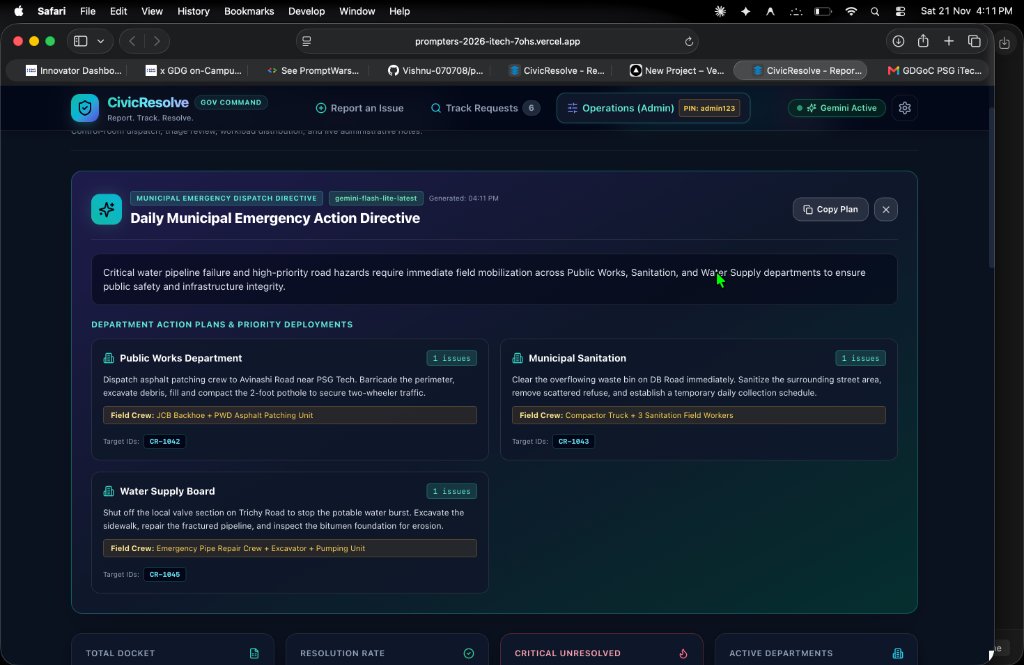 Safari File Edit View History Bookmarks Develop Window Help Sat 21 Nov 4:11 PM
prompters-2026-itech-7ohs.vercel.app
Innovator Dashbo... x GDG on-Campu... See PromptWars... Vishnu-070708/p... CivicResolve - Re... New Project – Ve... CivicResolve - Repor... GDGoC PSG iTec...
CivicResolve GOV COMMAND
Report. Track. Resolve.
Report an Issue Track Requests 6 Operations (Admin) PIN: admin123 Gemini Active
Control-room dispatch, triage review, workload distribution, and live administrative notes.
MUNICIPAL EMERGENCY DISPATCH DIRECTIVE gemini-flash-lite-latest Generated: 04:11 PM
Daily Municipal Emergency Action Directive
Copy Plan
Critical water pipeline failure and high-priority road hazards require immediate field mobilization across Public Works, Sanitation, and Water Supply departments to ensure
public safety and infrastructure integrity.
DEPARTMENT ACTION PLANS & PRIORITY DEPLOYMENTS
Public Works Department 1 issues
Dispatch asphalt patching crew to Avinashi Road near PSG Tech. Barricade the perimeter,
excavate debris, fill and compact the 2-foot pothole to secure two-wheeler traffic.
Field Crew: JCB Backhoe + PWD Asphalt Patching Unit
Target IDs: CR-1042
Municipal Sanitation 1 issues
Clear the overflowing waste bin on DB Road immediately. Sanitize the surrounding street area,
remove scattered refuse, and establish a temporary daily collection schedule.
Field Crew: Compactor Truck + 3 Sanitation Field Workers
Target IDs: CR-1043
Water Supply Board 1 issues
Shut off the local valve section on Trichy Road to stop the potable water burst. Excavate the
sidewalk, repair the fractured pipeline, and inspect the bitumen foundation for erosion.
Field Crew: Emergency Pipe Repair Crew + Excavator + Pumping Unit
Target IDs: CR-1045
TOTAL DOCKET RESOLUTION RATE CRITICAL UNRESOLVED ACTIVE DEPARTMENTS